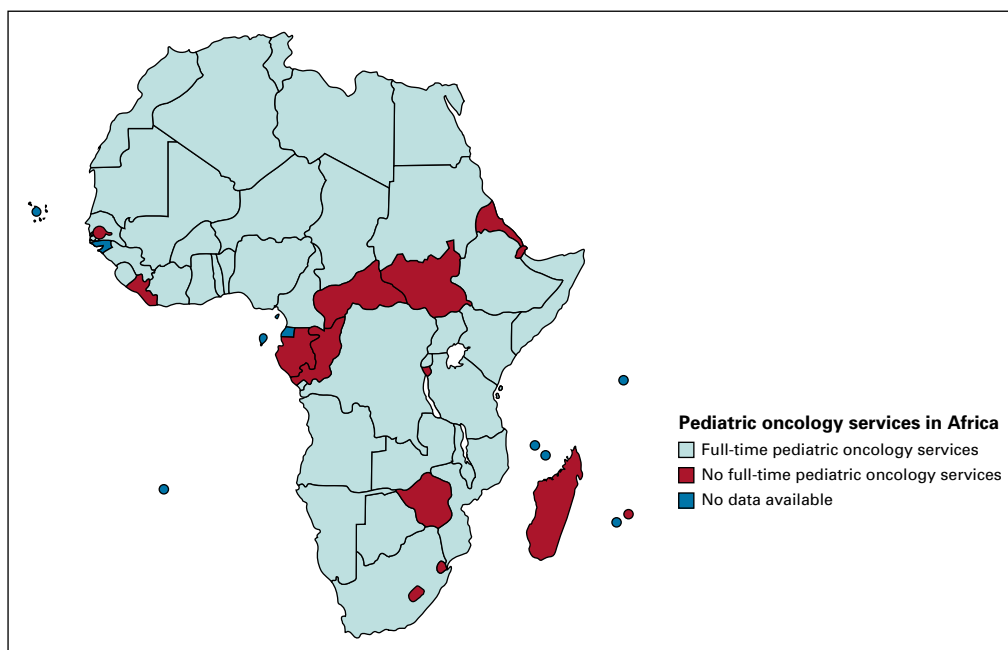 Pediatric oncology services in Africa
Full-time pediatric oncology services
No full-time pediatric oncology services
No data available